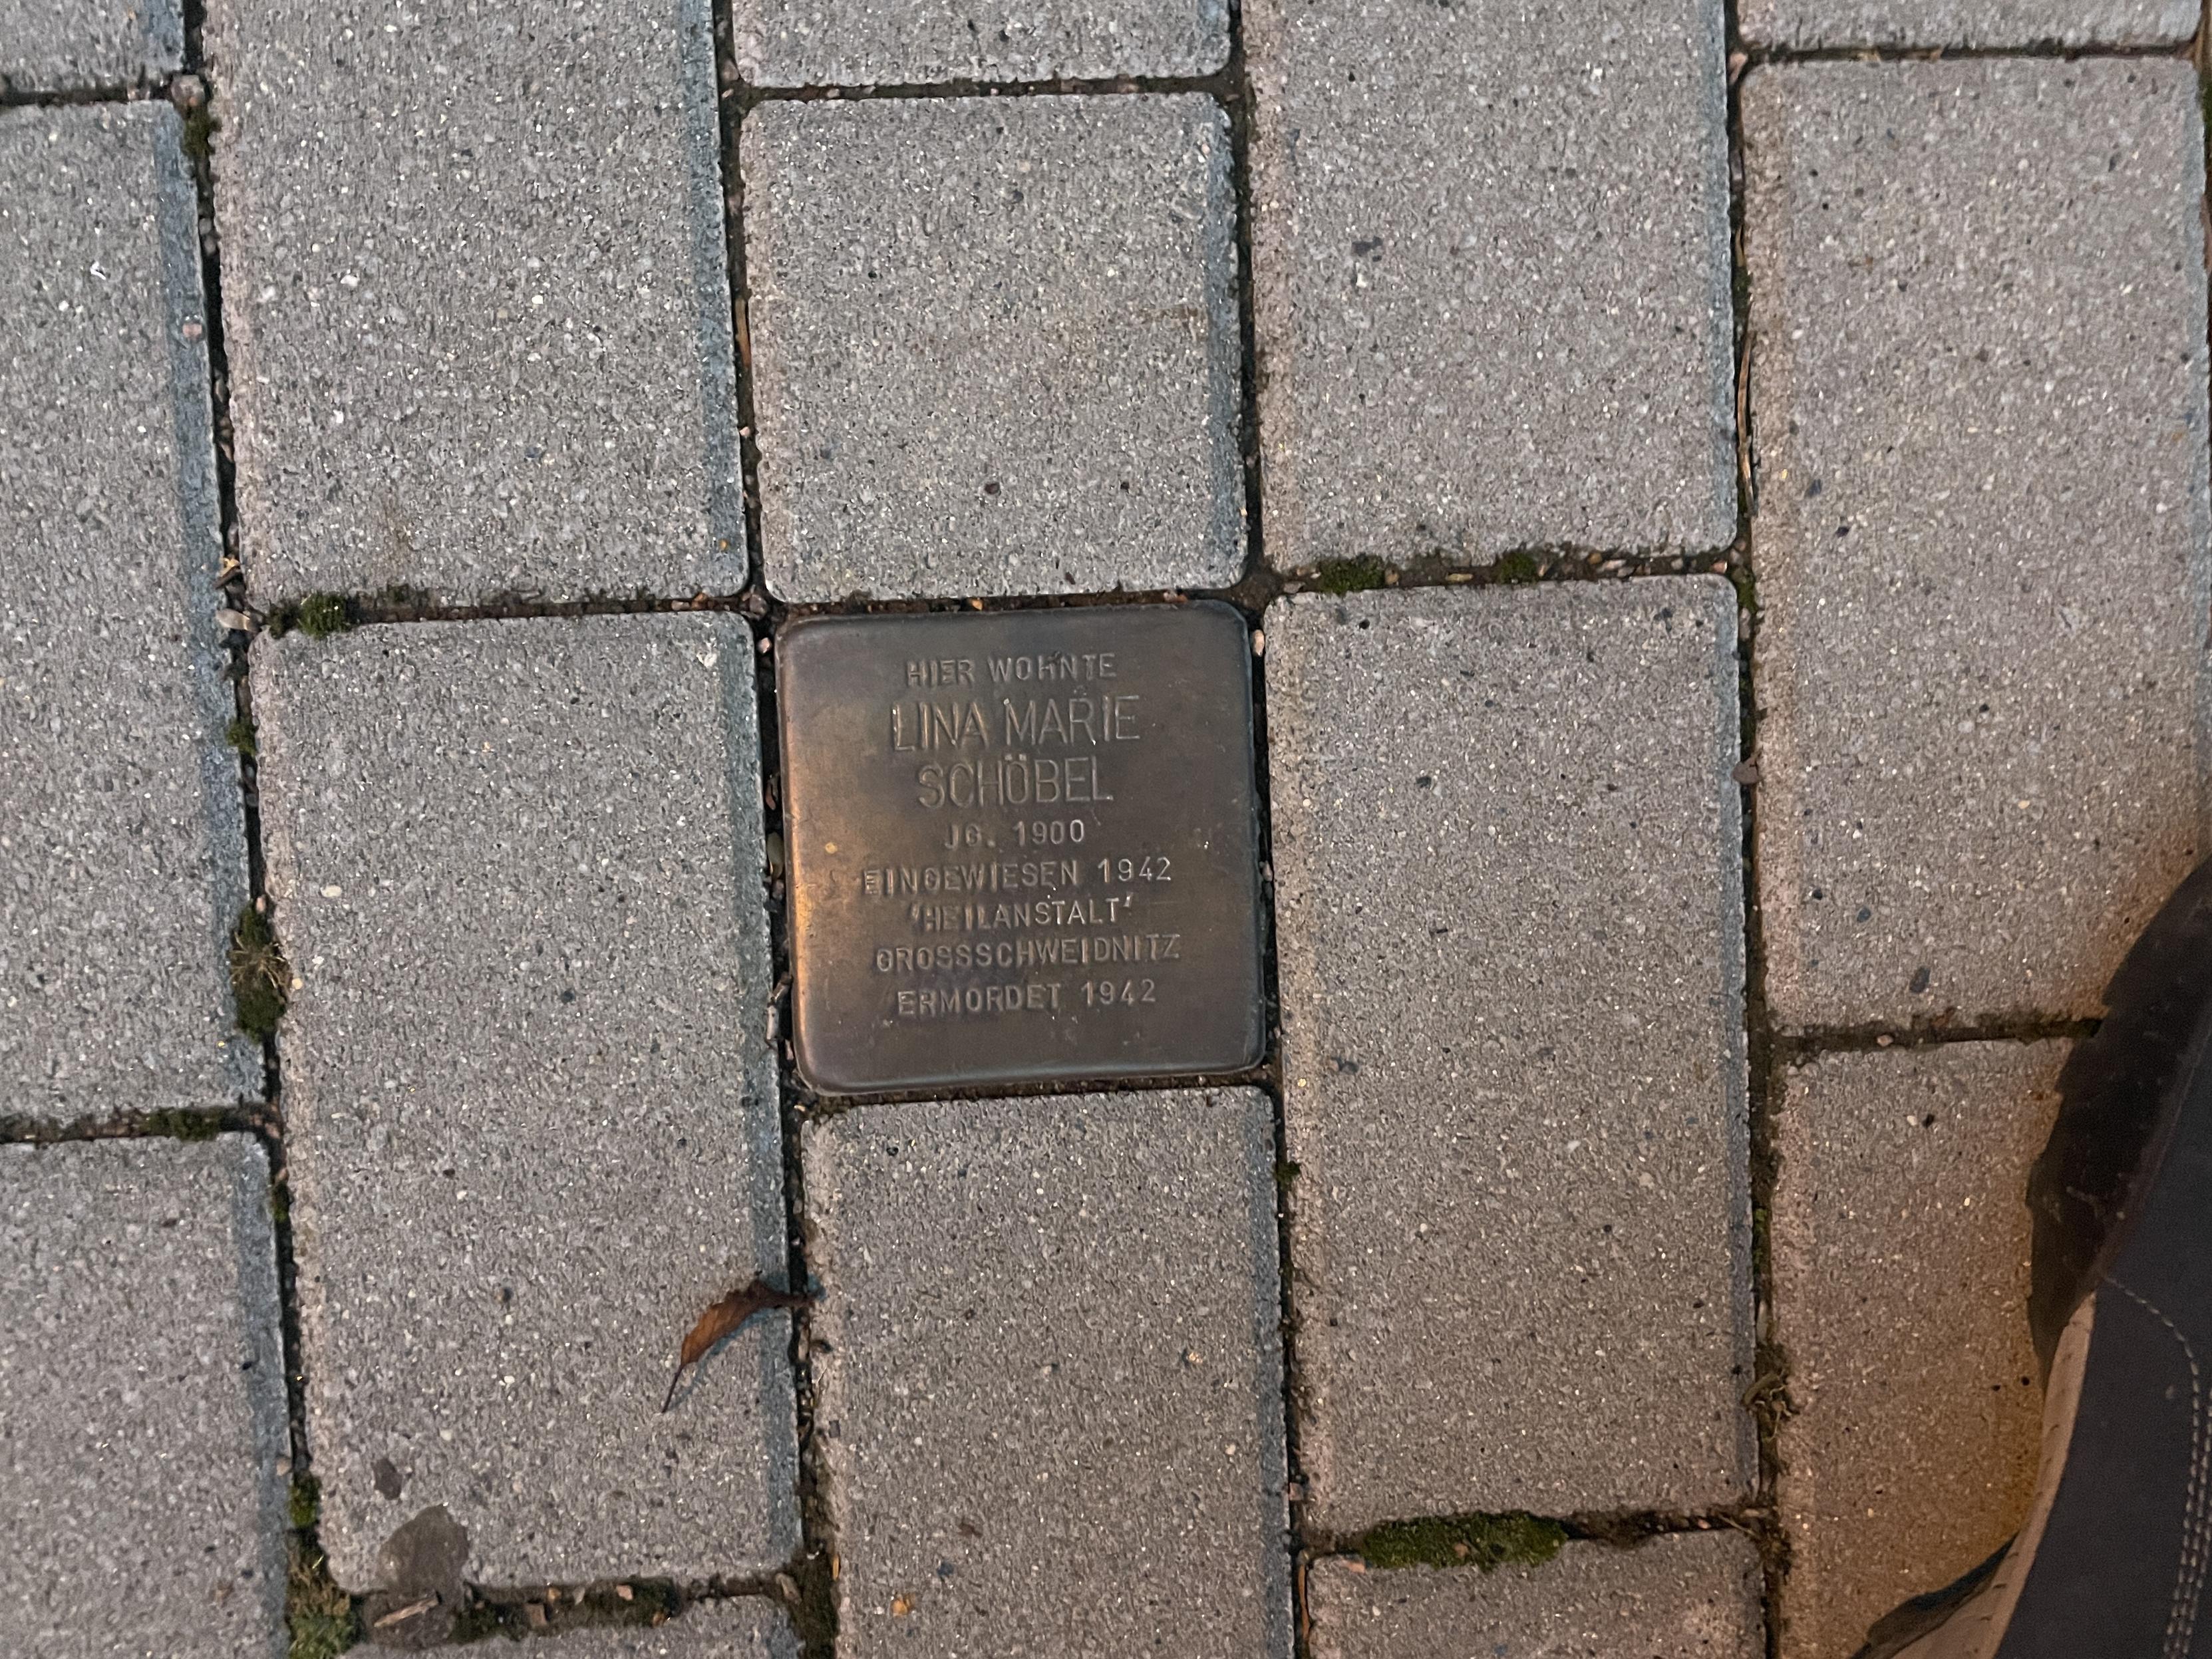 HIER WOHNTE
LINA MARIE
SCHÖBEL
JG. 1900
EINGEWIESEN 1942
'HEILANSTALT'
GROSSSCHWEIDNITZ
ERMORDET 1942